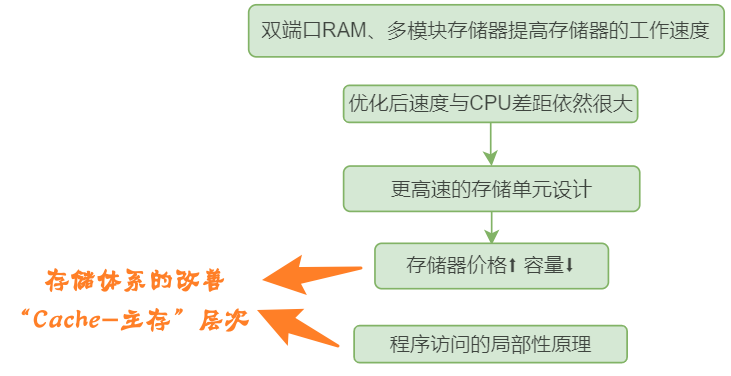 双端口RAM、多模块存储器提高存储器的工作速度
优化后速度与CPU差距依然很大
更高速的存储单元设计
存储器价格⬆ 容量⬇
存储体系的改善
“Cache—主存”层次
程序访问的局部性原理